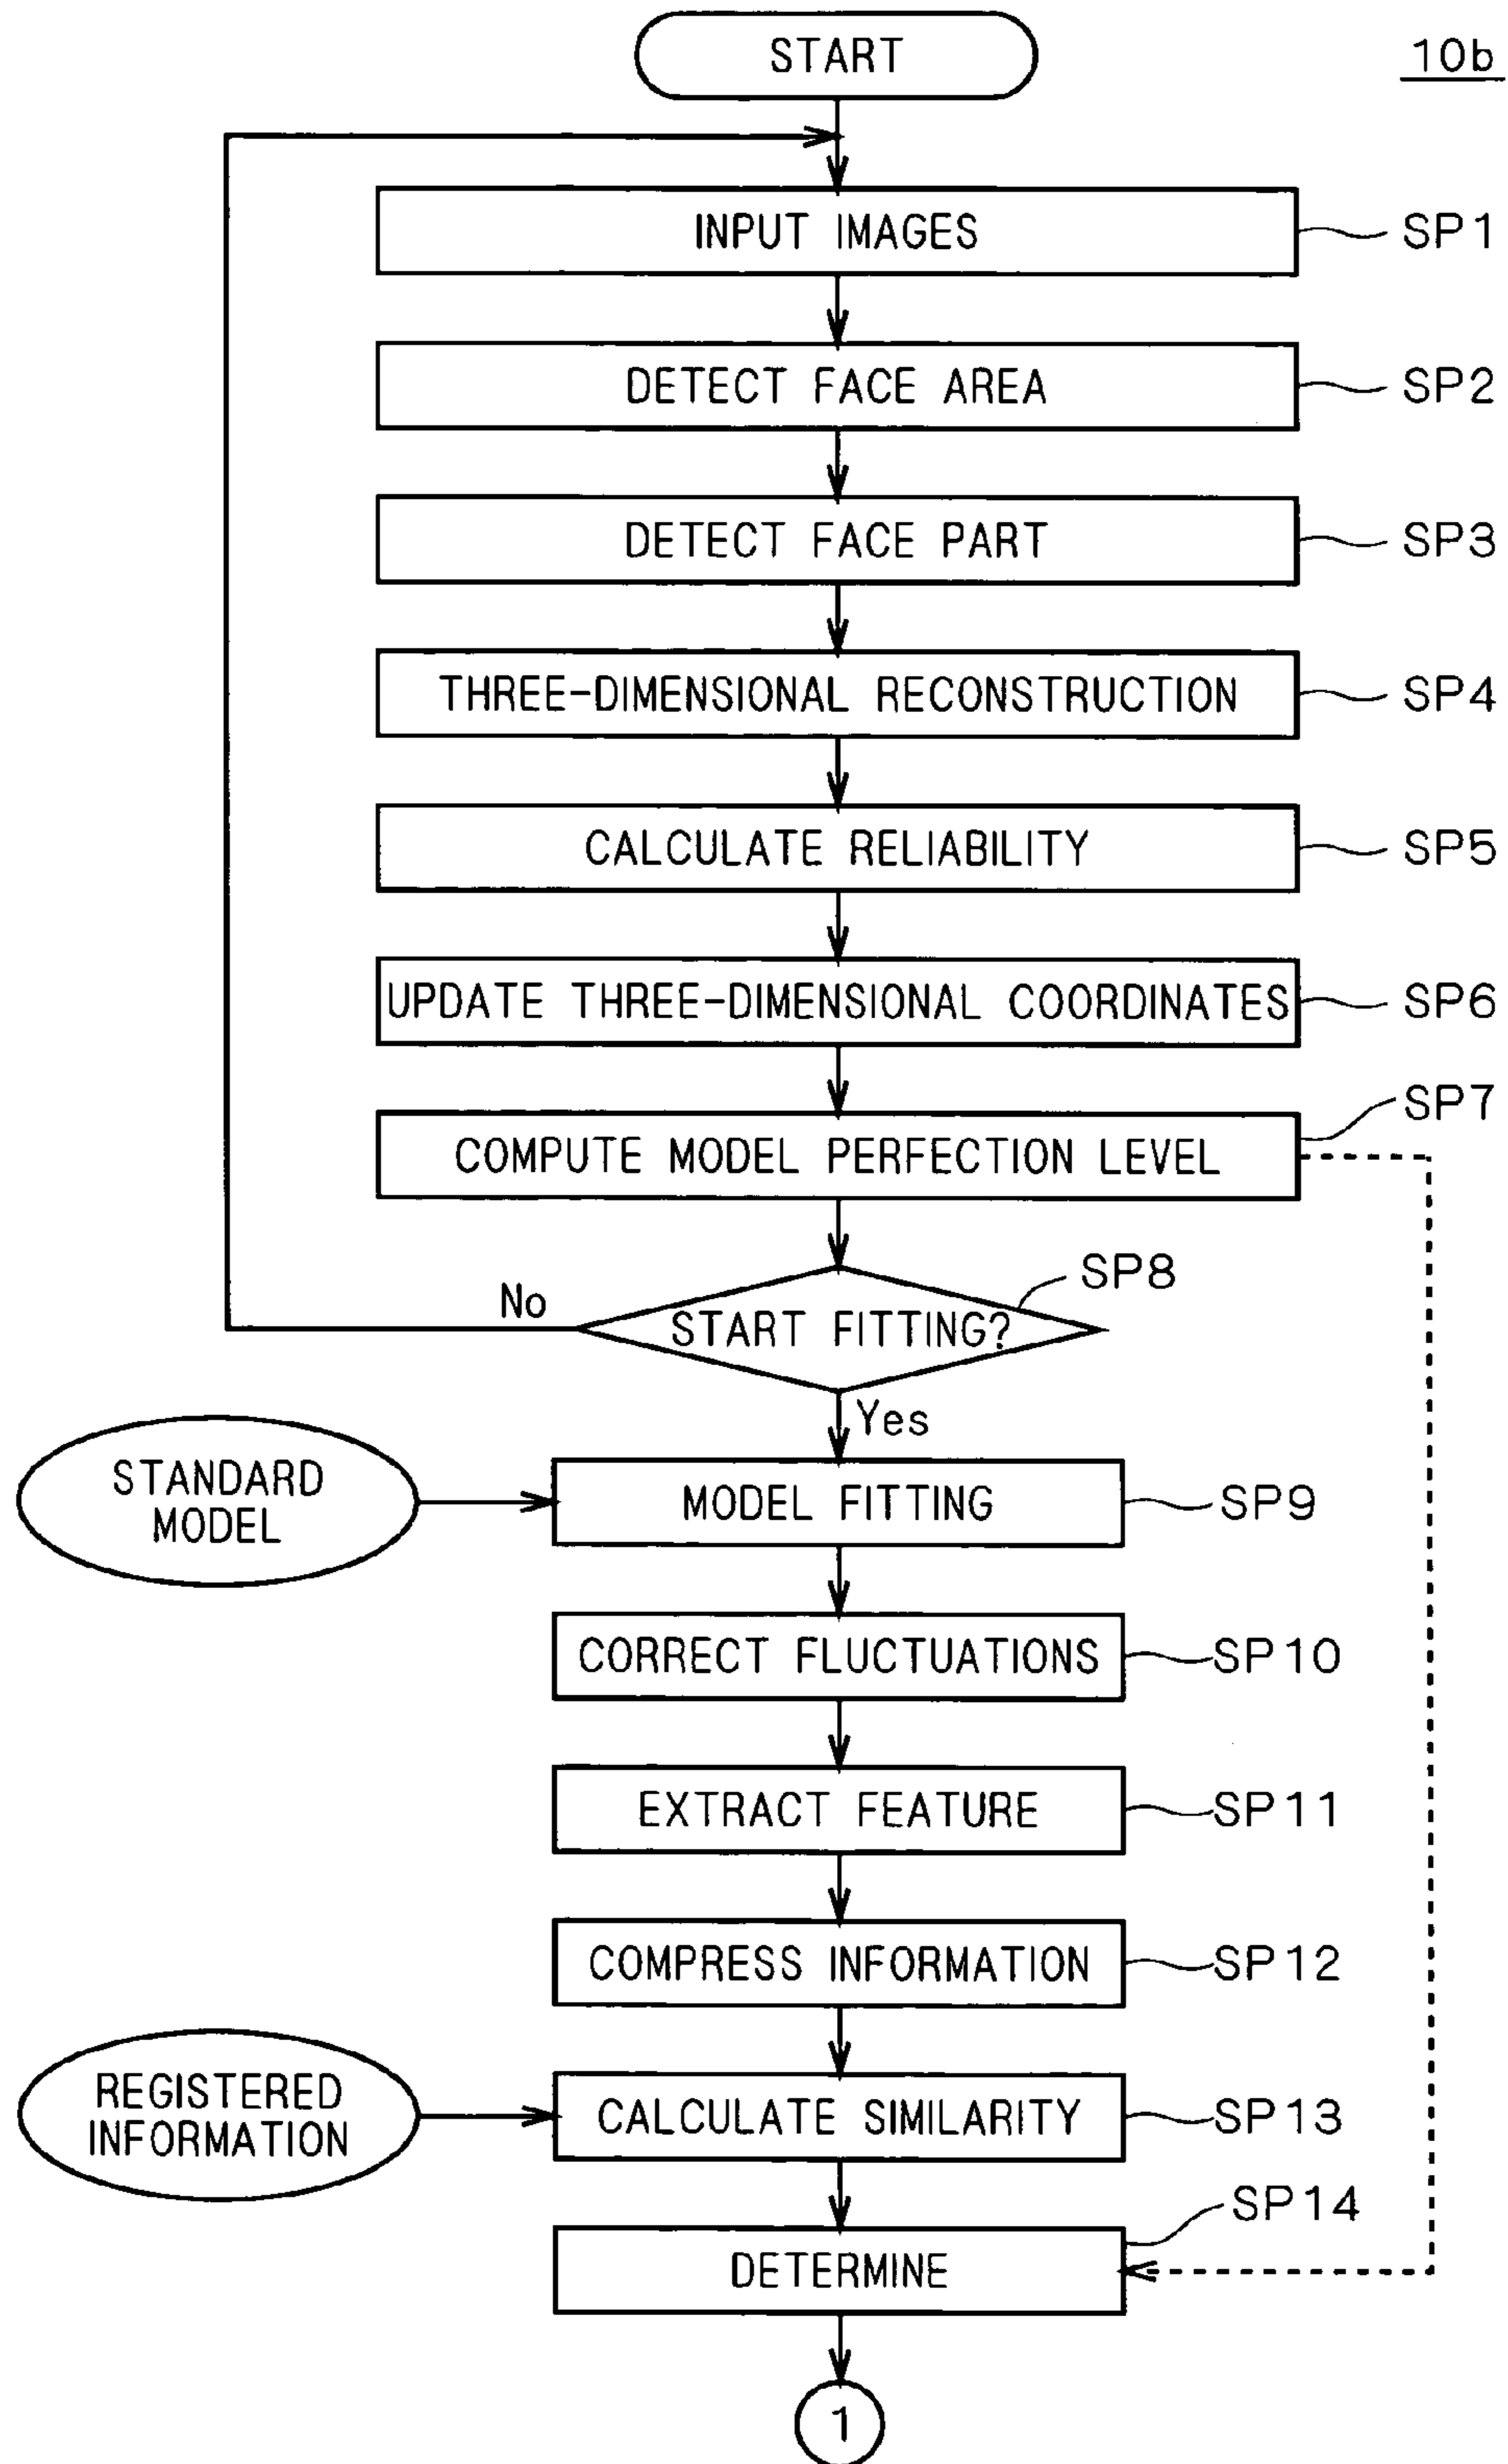 START
10b
INPUT IMAGES
SP1
DETECT FACE AREA
SP2
DETECT FACE PART
SP3
THREE-DIMENSIONAL RECONSTRUCTION
SP4
CALCULATE RELIABILITY
SP5
UPDATE THREE-DIMENSIONAL COORDINATES
SP6
SP7
COMPUTE MODEL PERFECTION LEVEL
SP8
No
START FITTING?
Yes
STANDARD
MODEL
MODEL FITTING
SP9
CORRECT FLUCTUATIONS
SP10
EXTRACT FEATURE
SP11
COMPRESS INFORMATION
SP12
REGISTERED
INFORMATION
CALCULATE SIMILARITY
SP13
SP14
DETERMINE
1